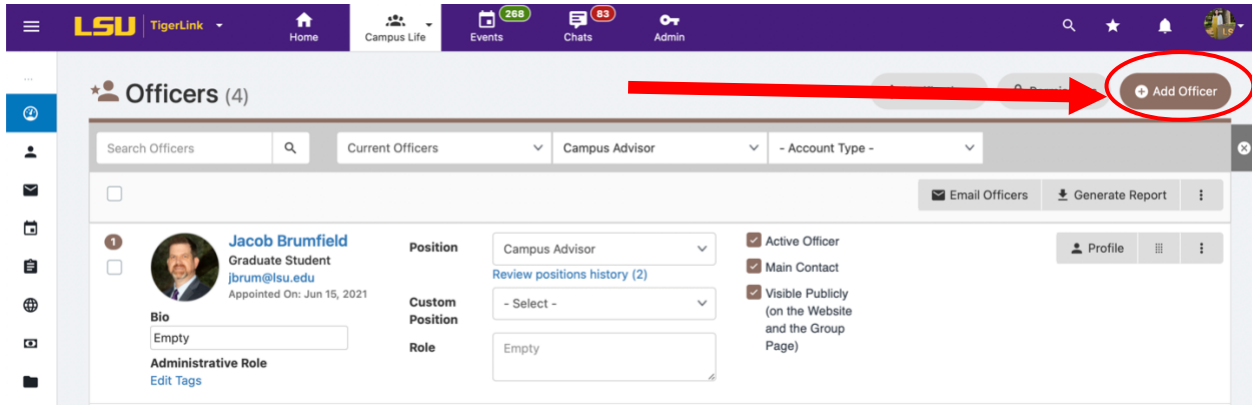 LSU TigerLink
Home
Campus Life
Events
268
Chats
83
Admin
...
Officers (4)
Add Officer
Search Officers
Current Officers
Campus Advisor
- Account Type -
Email Officers
Generate Report
1
Jacob Brumfield
Graduate Student
jbrum@lsu.edu
Appointed On: Jun 15, 2021
Bio
Empty
Administrative Role
Edit Tags
Position
Campus Advisor
Review positions history (2)
Custom
Position
- Select -
Role
Empty
Active Officer
Main Contact
Visible Publicly
(on the Website
and the Group
Page)
Profile